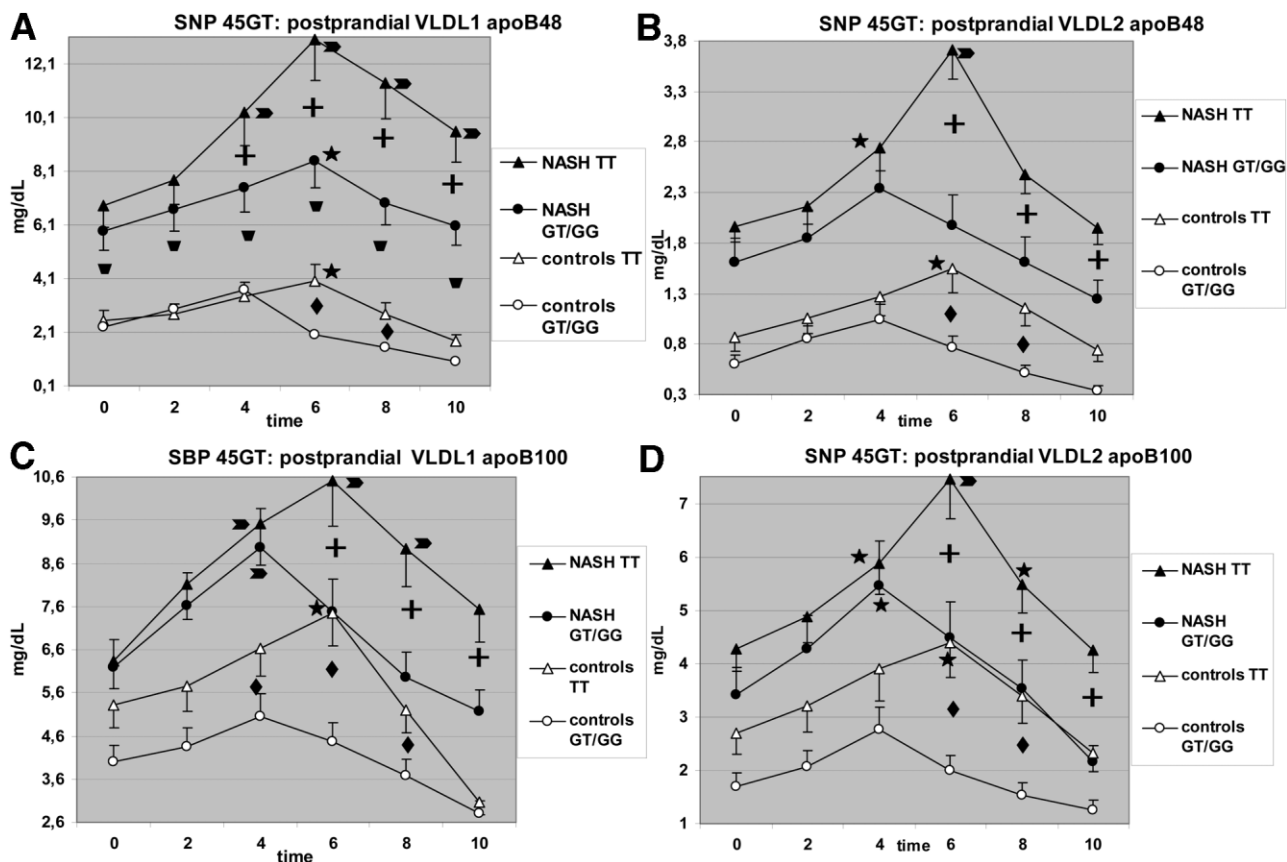 A
SNP 45GT: postprandial VLDL1 apoB48
mg/dL
12,1
10,1
8,1
6,1
4,1
2,1
0,1
0 2 4 6 8 10
time
NASH TT
NASH
GT/GG
controls TT
controls
GT/GG
B
SNP 45GT: postprandial VLDL2 apoB48
mg/dL
3,8
3,3
2,8
2,3
1,8
1,3
0,8
0,3
0 2 4 6 8 10
time
NASH TT
NASH GT/GG
controls TT
controls
GT/GG
C
SBP 45GT: postprandial VLDL1 apoB100
mg/dL
10,6
9,6
8,6
7,6
6,6
5,6
4,6
3,6
2,6
0 2 4 6 8 10
time
NASH TT
NASH
GT/GG
controls
TT
controls
GT/GG
D
SNP 45GT: postprandial VLDL2 apoB100
mg/dL
7
6
5
4
3
2
1
0 2 4 6 8 10
time
NASH TT
NASH
GT/GG
controls TT
controls
GT/GG